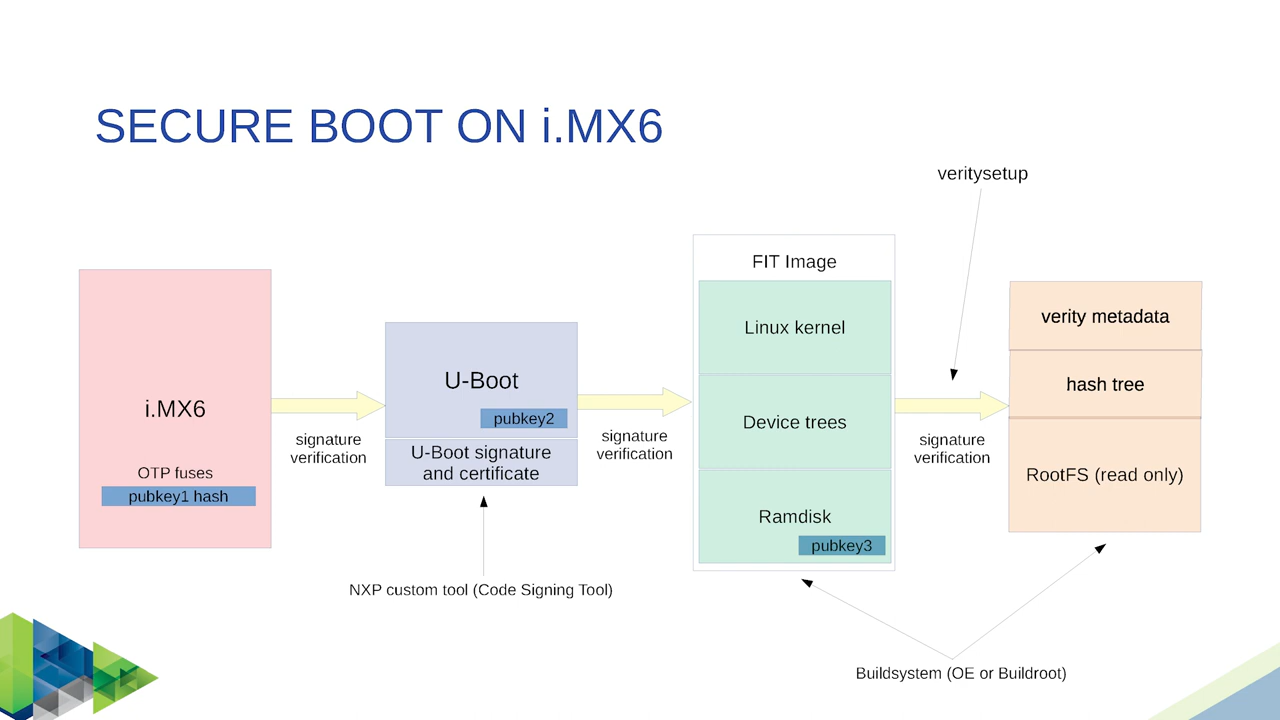 SECURE BOOT ON i.MX6
veritysetup
i.MX6
OTP fuses
pubkey1 hash
signature
verification
U-Boot
pubkey2
U-Boot signature
and certificate
NXP custom tool (Code Signing Tool)
signature
verification
FIT Image
Linux kernel
Device trees
Ramdisk
pubkey3
signature
verification
verity metadata
hash tree
RootFS (read only)
Buildsystem (OE or Buildroot)